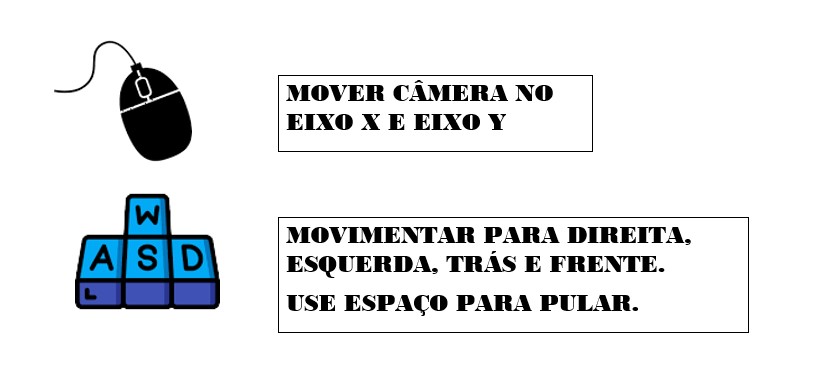 MOVER CÂMERA NO
EIXO X E EIXO Y
W
A S D
MOVIMENTAR PARA DIREITA,
ESQUERDA, TRÁS E FRENTE.
USE ESPAÇO PARA PULAR.